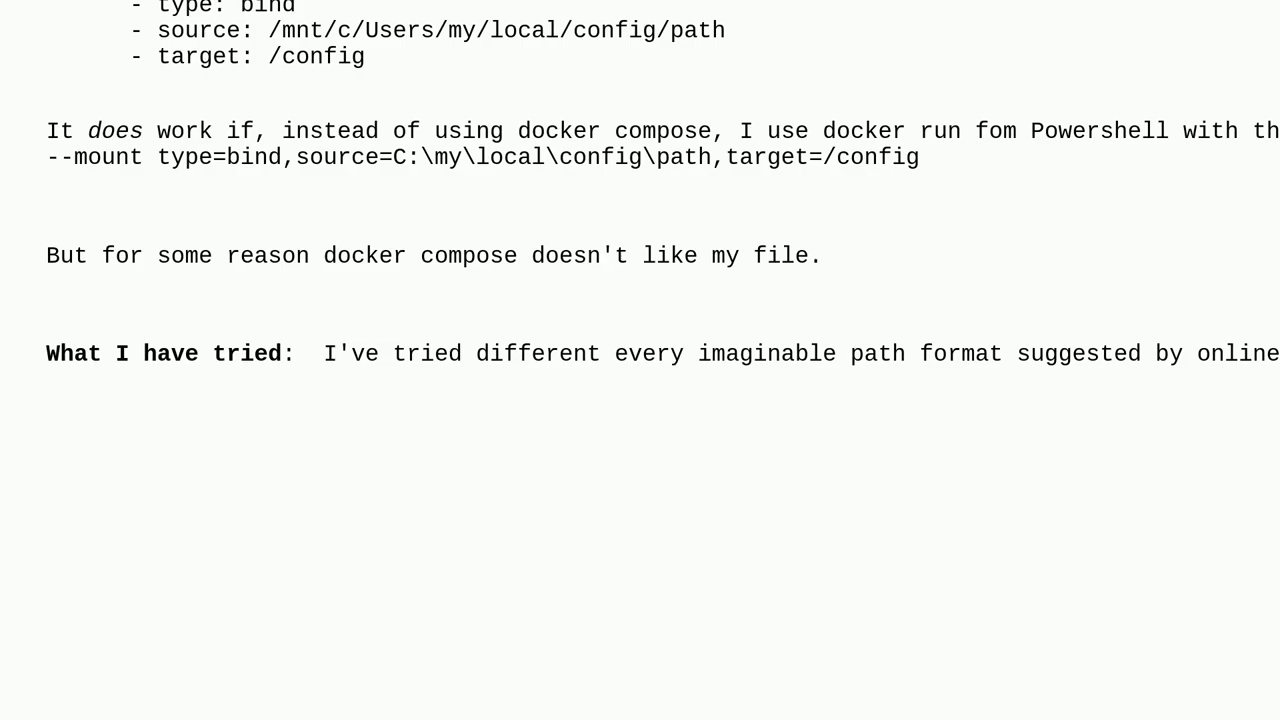 - type: bind
- source: /mnt/c/Users/my/local/config/path
- target: /config
It does work if, instead of using docker compose, I use docker run fom Powershell with th
--mount type=bind,source=C:\my\local\config\path,target=/config
But for some reason docker compose doesn't like my file.
What I have tried:  I've tried different every imaginable path format suggested by online